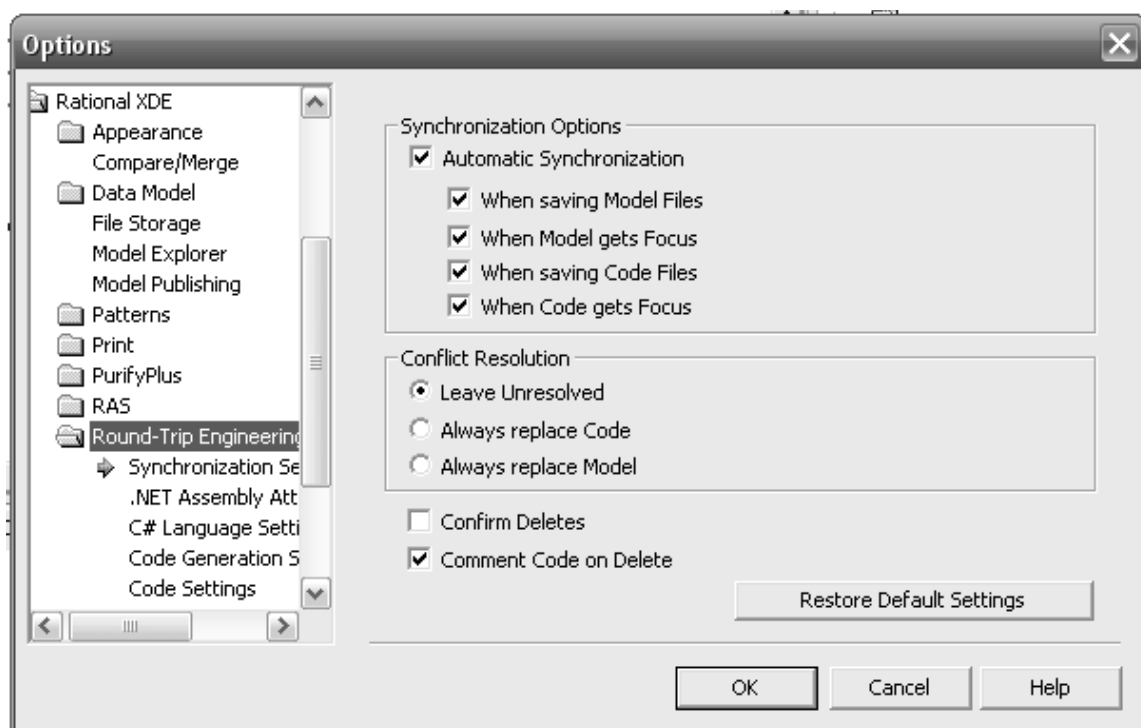 Options
Rational XDE
Appearance
Compare/Merge
Data Model
File Storage
Model Explorer
Model Publishing
Patterns
Print
PurifyPlus
RAS
Round-Trip Engineering
Synchronization Se
.NET Assembly Att
C# Language Setti
Code Generation S
Code Settings
Synchronization Options
Automatic Synchronization
When saving Model Files
When Model gets Focus
When saving Code Files
When Code gets Focus
Conflict Resolution
Leave Unresolved
Always replace Code
Always replace Model
Confirm Deletes
Comment Code on Delete
Restore Default Settings
OK Cancel Help